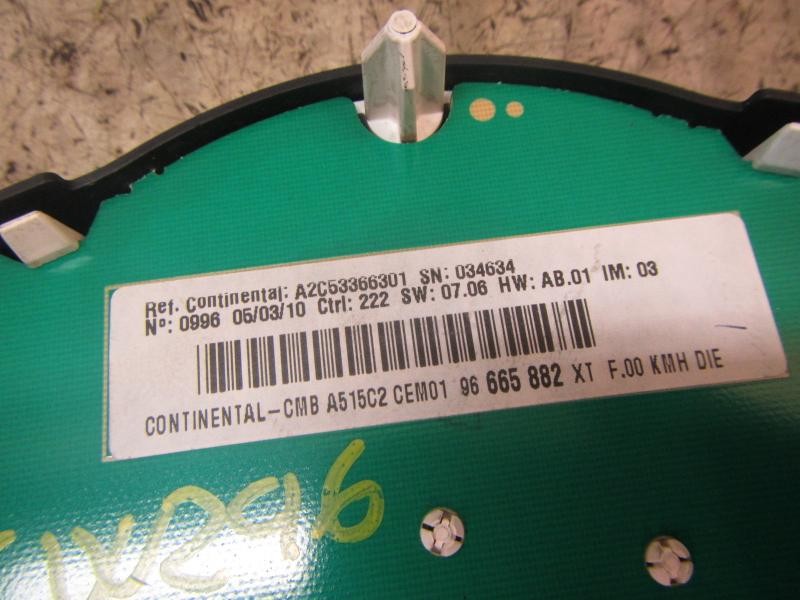 Ref. Continental: A2C53366301 SN: 034634
Nº: 0996 05/03/10 Ctrl: 222 SW: 07.06 HW: AB.01 IM: 03
CONTINENTAL-CMB A515C2 CEM01 96 665 882 XT F.00 KMH DIE